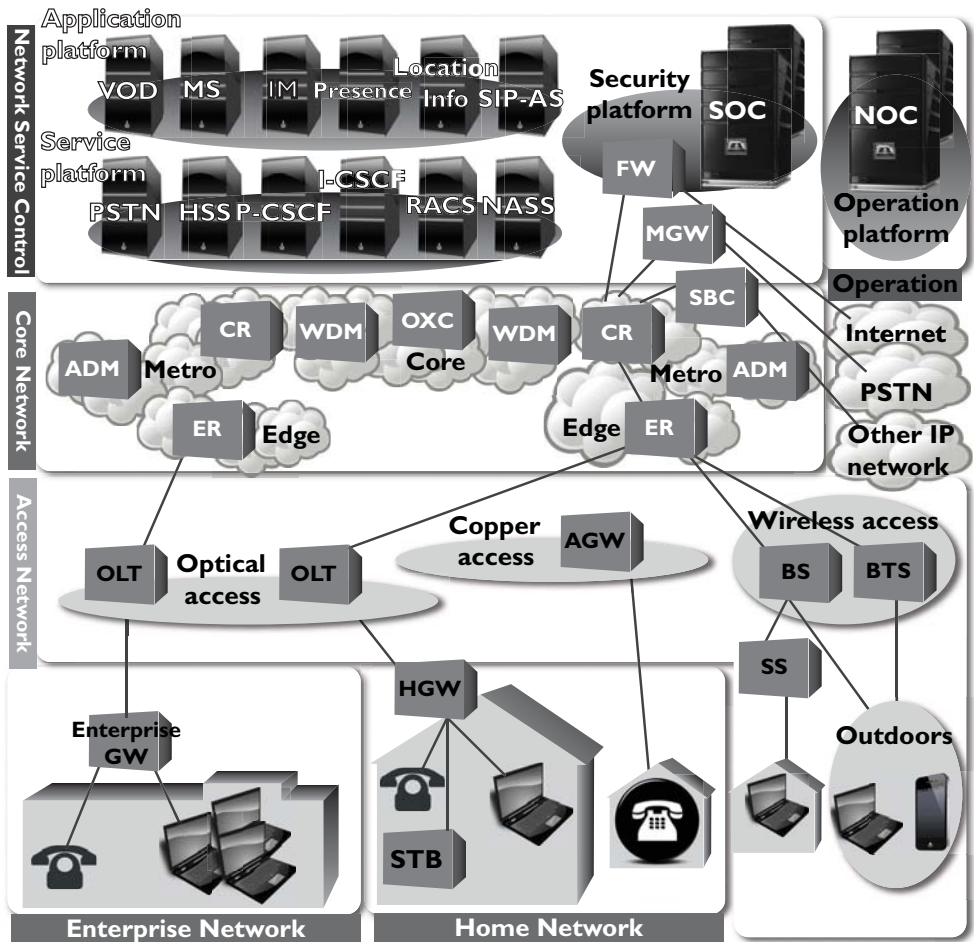 Network Service Control
Application
platform
VOD
MS
IM
Presence
Location
Info
SIP-AS
Service
platform
PSTN
HSS
P-CSCF
I-CSCF
RACS
NASS
Security
platform
SOC
FW
MGW
SBC
NOC
Operation
platform
Operation
Core Network
ADM
Metro
CR
WDM
OXC
Core
WDM
CR
Metro
ADM
ER
Edge
Edge
ER
Internet
PSTN
Other IP
network
Access Network
OLT
Optical
access
OLT
Copper
access
AGW
Wireless access
BS
BTS
SS
HGW
Enterprise
GW
STB
Outdoors
Enterprise Network
Home Network